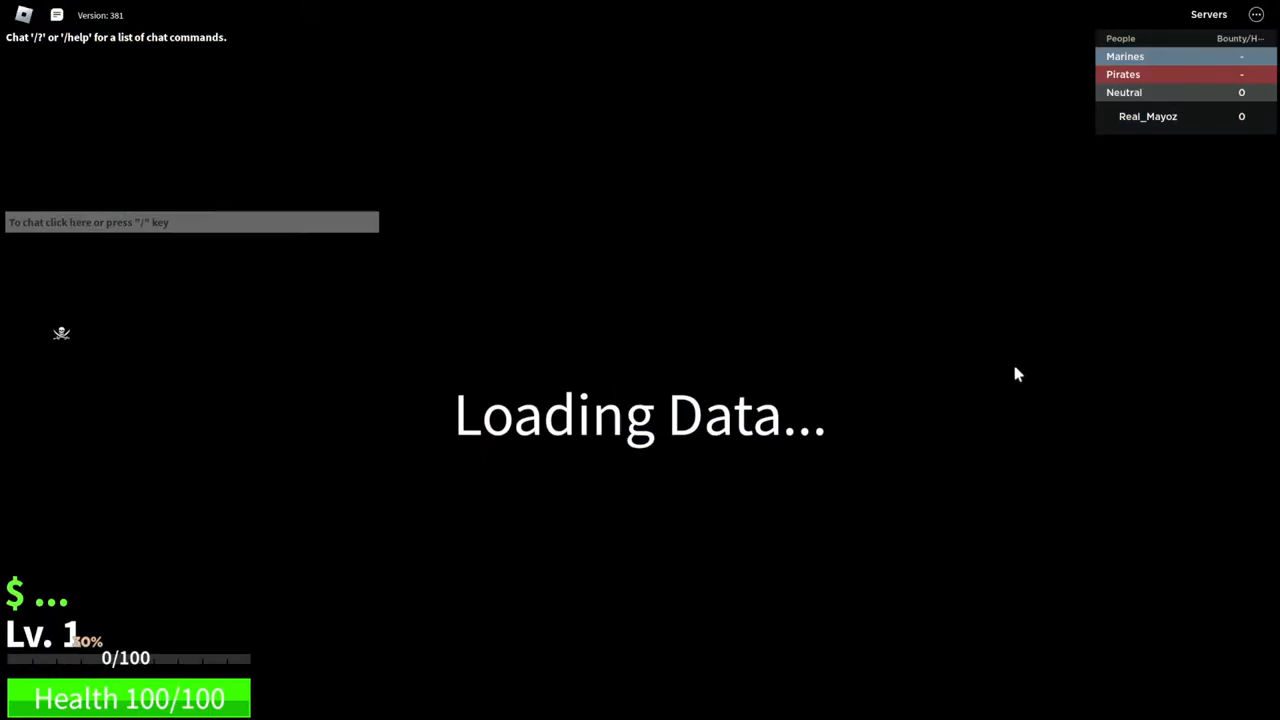 Version: 381
Servers
Chat '/?' or '/help' for a list of chat commands.
People Bounty/H...
Marines -
Pirates -
Neutral 0
Real_Mayoz 0
To chat click here or press "/" key
Loading Data...
$ ...
Lv. 1
0/100
Health 100/100